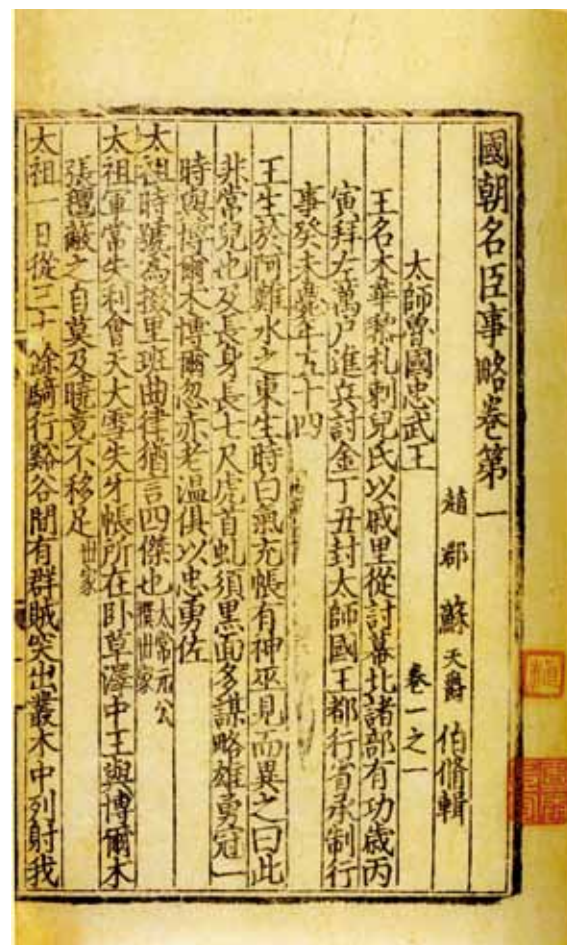 國朝名臣事略卷第一
趙郡蘇天爵伯脩輯
太師魯國忠武王 卷一之一
王名木華黎札剌兒氏以戚里從討幕北諸部有功歲丙
寅拜左萬戶進兵討金丁丑封太師國王都行省承制行
事癸未薨年五十四
王生於阿難水之東生時白氣充帳有神巫見而異之曰此
非常兒也及長身長七尺虎首虬須黑面多謀略雄勇冠一
時與博爾木博爾忽赤老溫俱以忠勇佐
太祖時號為掇里班曲律猶言四傑也太常元公撰世家
太祖軍嘗失利會天大雪失牙帳所在臥草澤中王與博爾木
張氊蔽之自莫及曉竟不移足世家
太祖一日從三十餘騎行谿谷間有群賊突出叢木中列射我